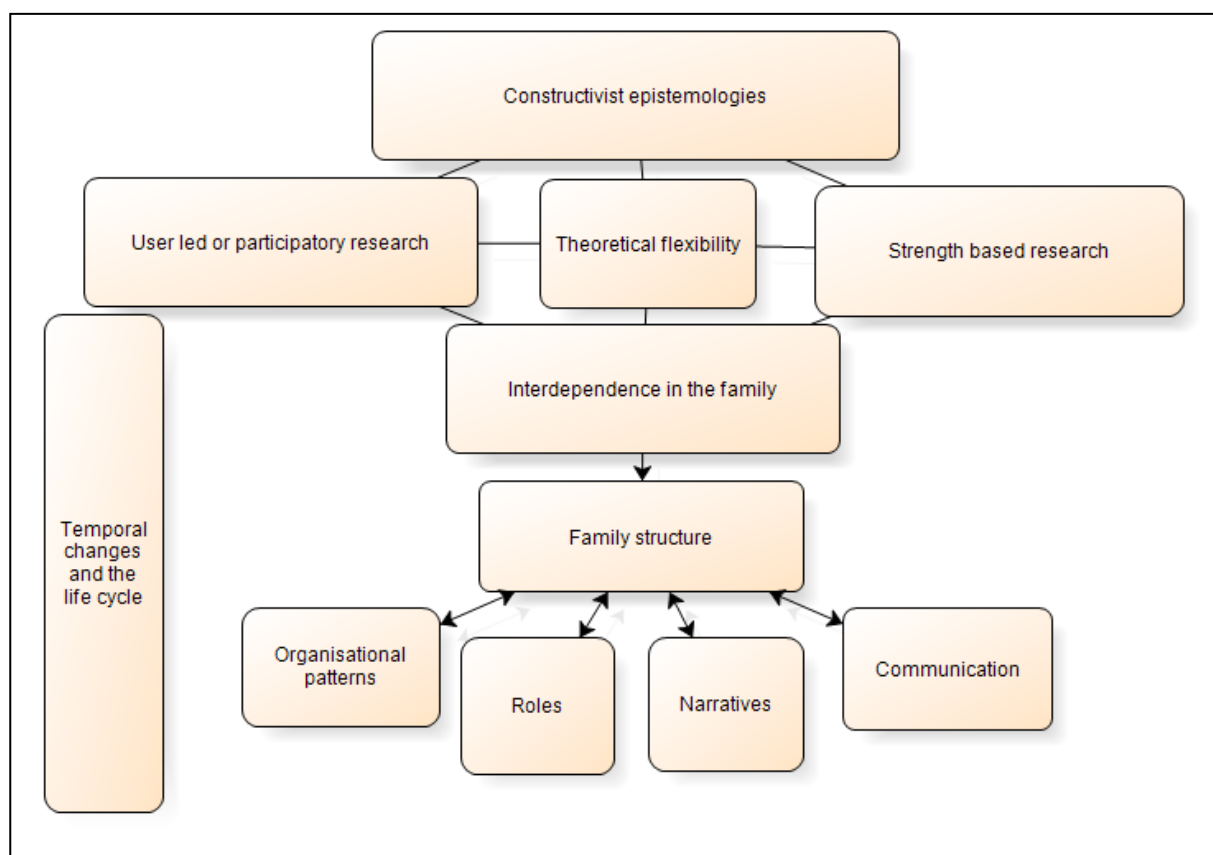 Constructivist epistemologies
User led or participatory research
Theoretical flexibility
Strength based research
Interdependence in the family
Family structure
Temporal
changes
and the
life cycle
Organisational
patterns
Roles
Narratives
Communication